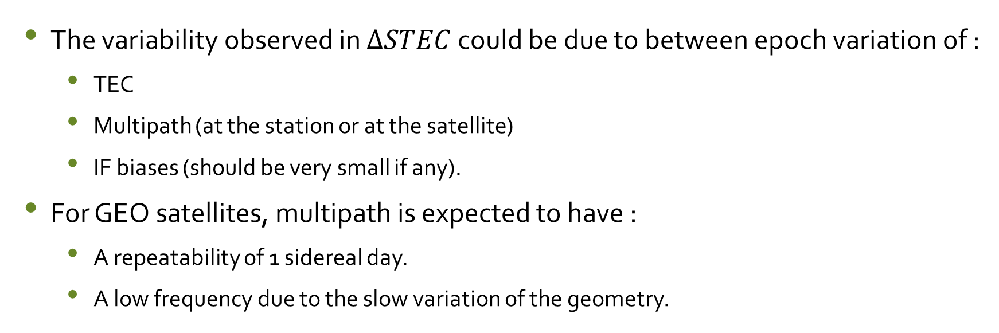 • The variability observed in ΔSTEC could be due to between epoch variation of :
• TEC
• Multipath (at the station or at the satellite)
• IF biases (should be very small if any).
• For GEO satellites, multipath is expected to have :
• A repeatability of 1 sidereal day.
• A low frequency due to the slow variation of the geometry.